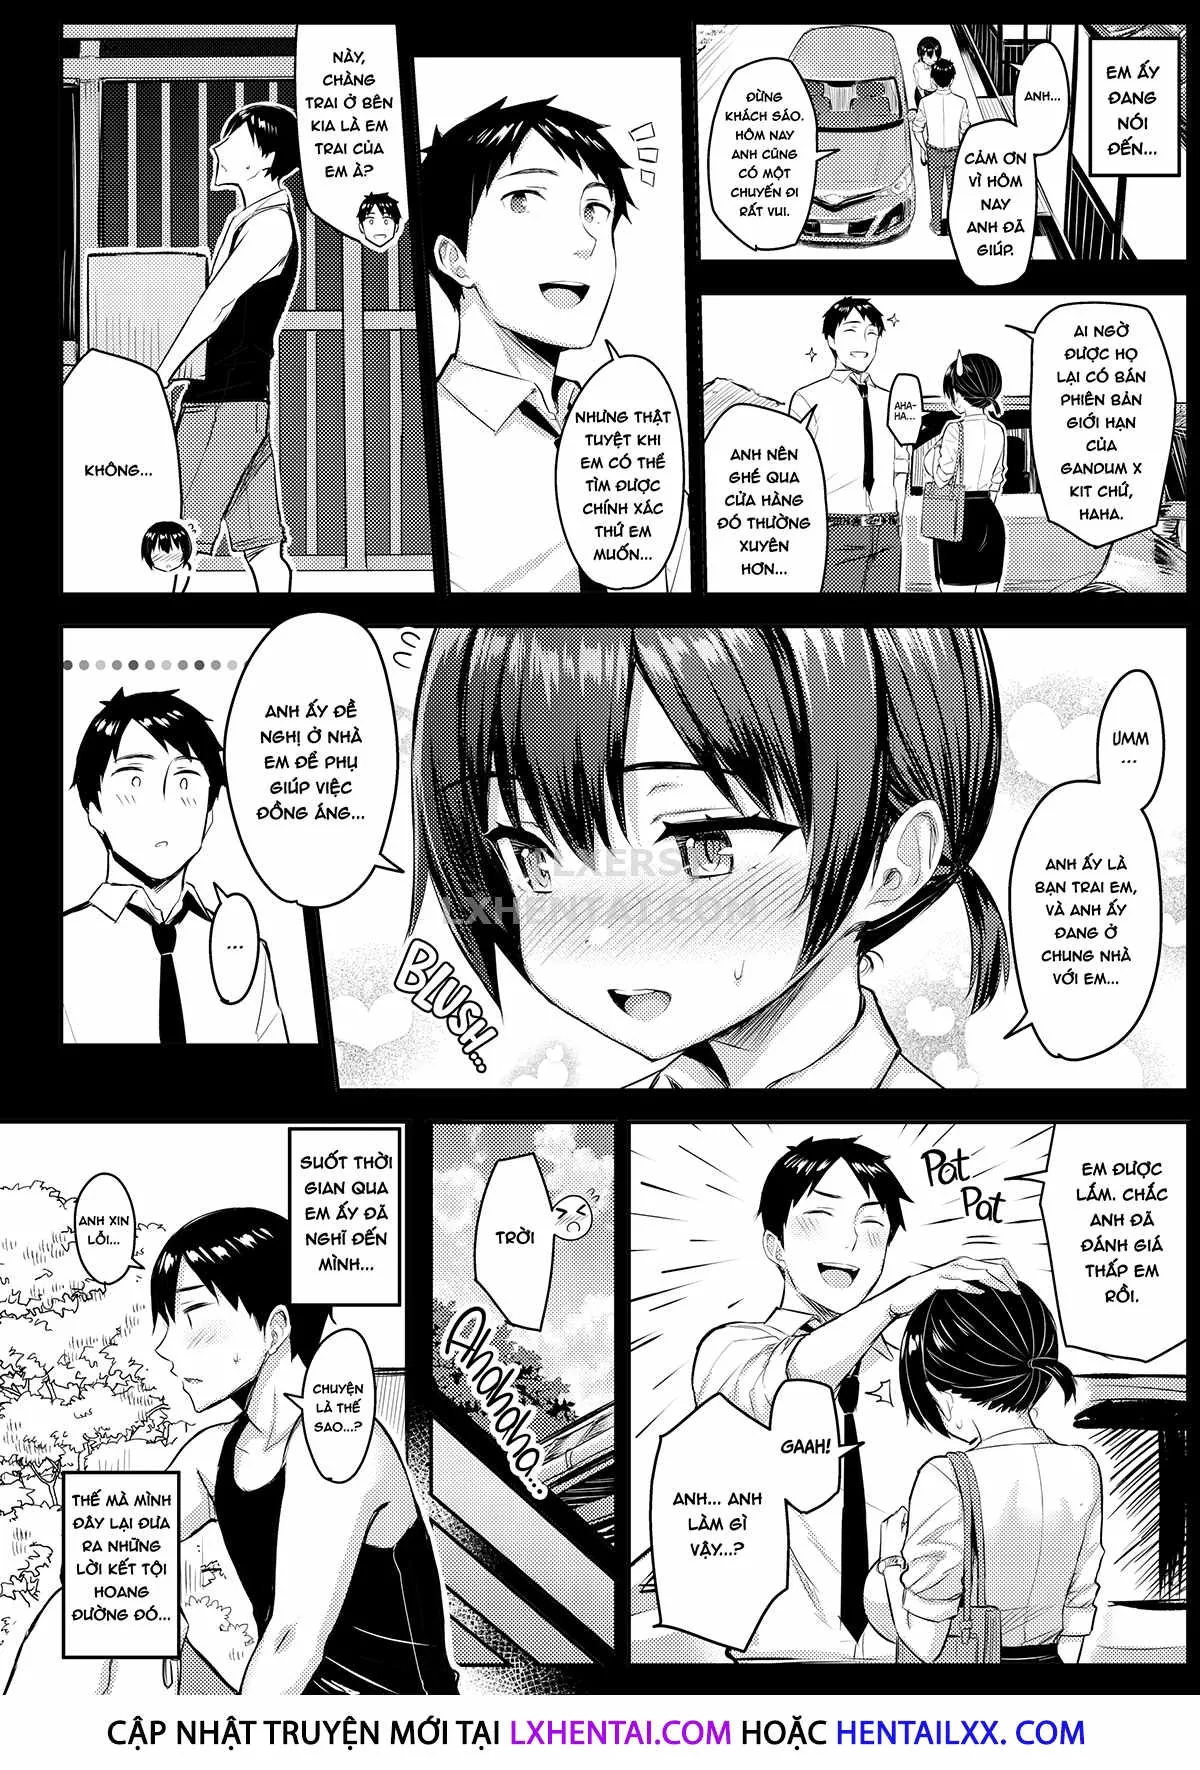 EM ẤY
ĐANG
NÓI
ĐẾN...
ANH...
CẢM ƠN
VÌ HÔM
NAY
ANH ĐÃ
GIÚP.
ĐỪNG
KHÁCH SÁO.
HÔM NAY
ANH CŨNG
CÓ MỘT
CHUYẾN ĐI
RẤT VUI.
AI NGỜ
ĐƯỢC HỌ
LẠI CÓ BÁN
PHIÊN BẢN
GIỚI HẠN
CỦA
GANDUM X
KIT CHỨ,
HAHA.
AHA-
HA...
ANH NÊN
GHÉ QUA
CỬA HÀNG
ĐÓ THƯỜNG
XUYÊN
HƠN...
NHƯNG THẬT
TUYỆT KHI
EM CÓ THỂ
TÌM ĐƯỢC
CHÍNH XÁC
THỨ EM
MUỐN...
NÀY,
CHÀNG
TRAI Ở BÊN
KIA LÀ EM
TRAI CỦA
EM À?
KHÔNG...
UMM
...
ANH ẤY LÀ
BẠN TRAI EM,
VÀ ANH ẤY
ĐANG Ở
CHUNG NHÀ
VỚI EM...
BLUSH...
ANH ẤY ĐỀ
NGHỊ Ở NHÀ
EM ĐỂ PHỤ
GIÚP VIỆC
ĐỒNG ÁNG...
...
LXHENTAI.COM
EM ĐƯỢC
LẮM. CHẮC
ANH ĐÃ
ĐÁNH GIÁ
THẤP EM
RỒI.
Pat
Pat
GAAH!
ANH... ANH
LÀM GÌ
VẬY...?
TRỜI
Ahahaha...
SUỐT THỜI
GIAN QUA
EM ẤY ĐÃ
NGHĨ ĐẾN
MÌNH...
ANH XIN
LỖI...
CHUYỆN
LÀ THẾ
SAO...?
THẾ MÀ MÌNH
ĐÂY LẠI ĐƯA
RA NHỮNG
LỜI KẾT TỘI
HOANG
ĐƯỜNG ĐÓ...
CẬP NHẬT TRUYỆN MỚI TẠI LXHENTAI.COM HOẶC HENTAILXX. COM